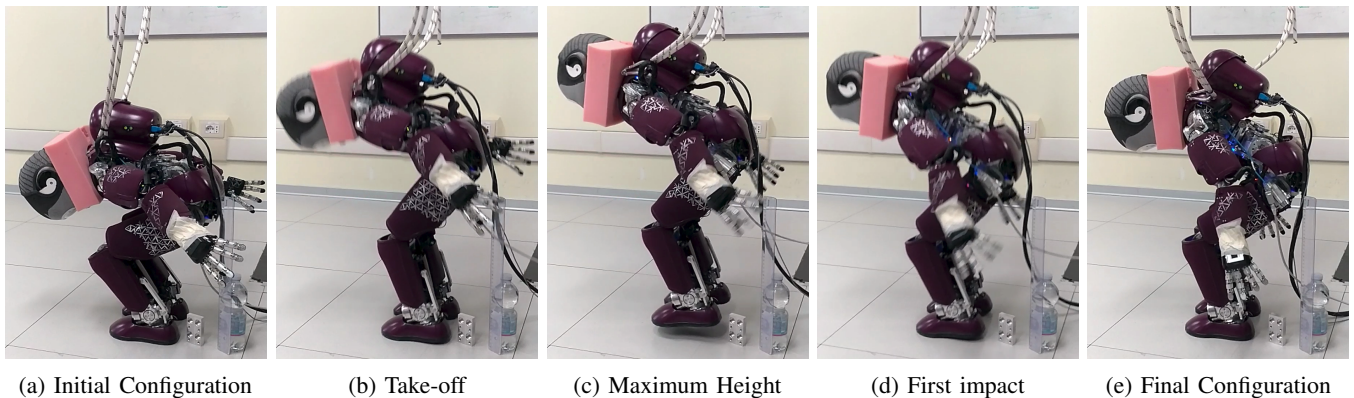 (a) Initial Configuration
(b) Take-off
(c) Maximum Height
(d) First impact
(e) Final Configuration